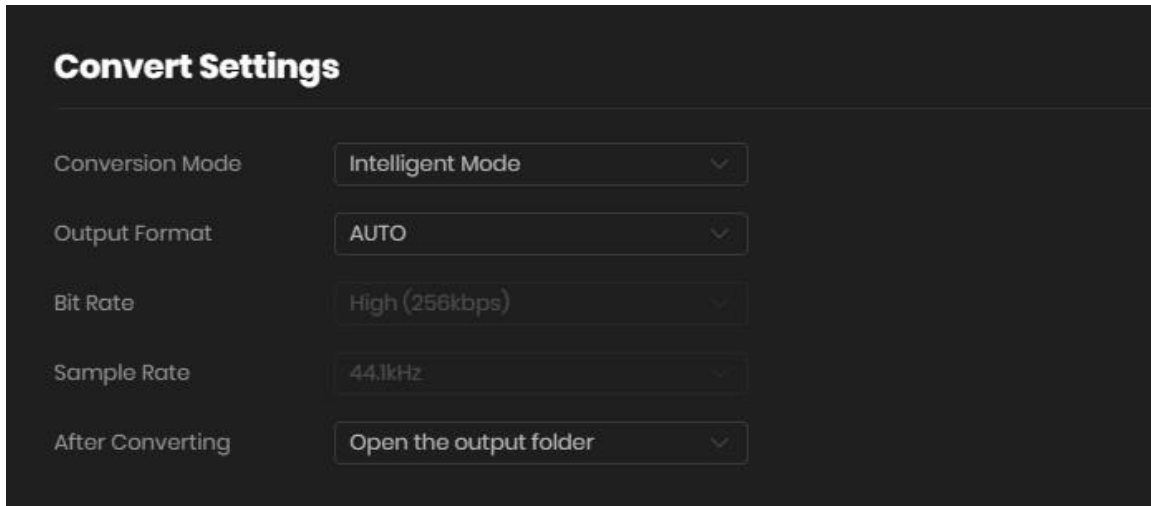 Convert Settings
Conversion Mode Intelligent Mode
Output Format AUTO
Bit Rate High (256kbps)
Sample Rate 44.1kHz
After Converting Open the output folder